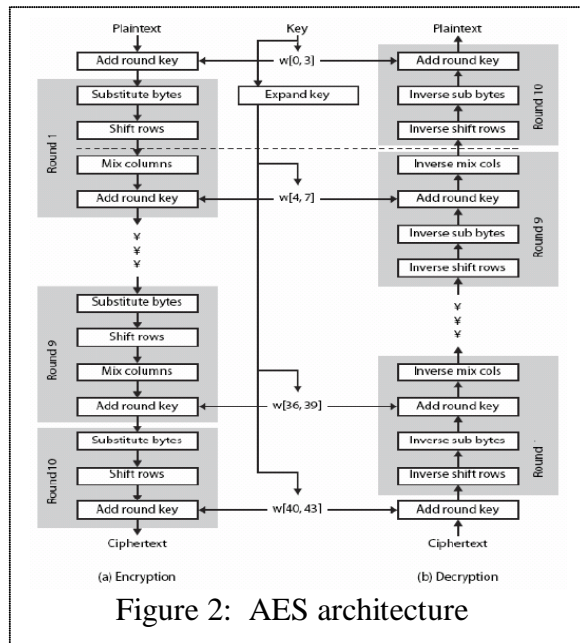 Plaintext Key Plaintext
Add round key w[0, 3] Add round key
Substitute bytes Expand key Inverse sub bytes
Shift rows Inverse shift rows
Round 1
Round 10
Mix columns Inverse mix cols
Add round key w[4, 7] Add round key
Inverse sub bytes
Inverse shift rows
Round 9
¥
¥
¥
Substitute bytes
Shift rows
Mix columns
Round 9
¥
¥
¥
Inverse mix cols
Add round key w[36, 39] Add round key
Substitute bytes Inverse sub bytes
Shift rows Inverse shift rows
Round10
Round
Add round key w[40, 43] Add round key
Ciphertext Ciphertext
(a) Encryption (b) Decryption
Figure 2: AES architecture